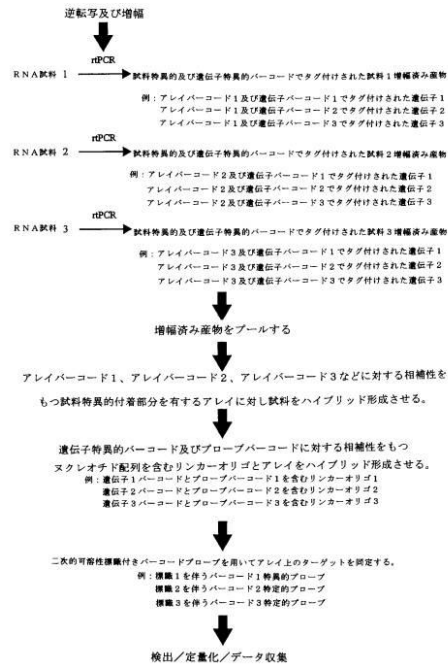 逆転写及び増幅
rtPCR
RNA試料 1 試料特異的及び遺伝子特異的バーコードでタグ付けされた試料1増幅済み産物
例：アレイバーコード1及び遺伝子バーコード1でタグ付けされた遺伝子1
アレイバーコード1及び遺伝子バーコード2でタグ付けされた遺伝子2
アレイバーコード1及び遺伝子バーコード3でタグ付けされた遺伝子3
rtPCR
RNA試料 2 試料特異的及び遺伝子特異的バーコードでタグ付けされた試料2増幅済み産物
例：アレイバーコード2及び遺伝子バーコード1でタグ付けされた遺伝子1
アレイバーコード2及び遺伝子バーコード2でタグ付けされた遺伝子2
アレイバーコード2及び遺伝子バーコード3でタグ付けされた遺伝子3
rtPCR
RNA試料 3 試料特異的及び遺伝子特異的バーコードでタグ付けされた試料3増幅済み産物
例：アレイバーコード3及び遺伝子バーコード1でタグ付けされた遺伝子1
アレイバーコード3及び遺伝子バーコード2でタグ付けされた遺伝子2
アレイバーコード3及び遺伝子バーコード3でタグ付けされた遺伝子3
増幅済み産物をプールする
アレイバーコード1、アレイバーコード2、アレイバーコード3などに対する相補性を
もつ試料特異的付着部分を有するアレイに対し試料をハイブリッド形成させる。
遺伝子特異的バーコード及びプローブバーコードに対する相補性をもつ
ヌクレオチド配列を含むリンカーオリゴとアレイをハイブリッド形成させる。
例：遺伝子1バーコードとプローブバーコード1を含むリンカーオリゴ1
遺伝子2バーコードとプローブバーコード2を含むリンカーオリゴ2
遺伝子3バーコードとプローブバーコード3を含むリンカーオリゴ3
二次的可溶性標識付きバーコードプローブを用いてアレイ上のターゲットを同定する。
例：標識1を伴うバーコード1特異的プローブ
標識2を伴うバーコード2特定的プローブ
標識3を伴うバーコード3特定的プローブ
検出／定量化／データ収集